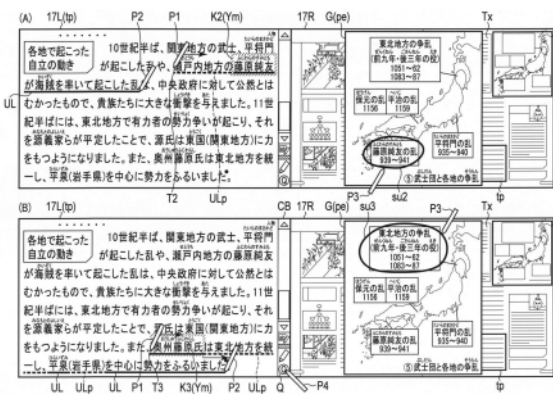 (A) 17L(tp) P2 P1 K2(Ym) 17R G(pe) Tx
各地で起こった
自立の動き
10世紀半ば、関東地方の武士、平将門
が起こした乱や、瀬戸内地方の藤原純友
が海賊を率いて起こした乱は、中央政府に対して公然とは
むかったもので、貴族たちに大きな衝撃を与えました。11世
紀半ばには、東北地方で有力者の勢力争いが起こり、それ
を源義家らが平定したことで、源氏は東国(関東地方)に力
をもつようになりました。また、奥州藤原氏は東北地方を統
一し、平泉(岩手県)を中心に勢力をふるいました。
UL
T2 ULp
東北地方の争乱
(前九年・後三年の役)
1051〜62
1083〜87
保元の乱
1156
平治の乱
1159
藤原純友の乱
939〜941
平将門の乱
935〜940
⑤武士団と各地の争乱
P3 su2 tp
(B) 17L(tp) CB 17R G(pe) su3 P3 Tx
各地で起こった
自立の動き
10世紀半ば、関東地方の武士、平将門
が起こした乱や、瀬戸内地方の藤原純友
が海賊を率いて起こした乱は、中央政府に対して公然とは
むかったもので、貴族たちに大きな衝撃を与えました。11世
紀半ばには、東北地方で有力者の勢力争いが起こり、それ
を源義家らが平定したことで、源氏は東国(関東地方)に力
をもつようになりました。また、奥州藤原氏は東北地方を統
一し、平泉(岩手県)を中心に勢力をふるいました。
UL ULp UL P1 T3 K3(Ym) P2 ULp Q P4
東北地方の争乱
(前九年・後三年の役)
1051〜62
1083〜87
保元の乱
1156
平治の乱
1159
藤原純友の乱
939〜941
平将門の乱
935〜940
⑤武士団と各地の争乱
tp